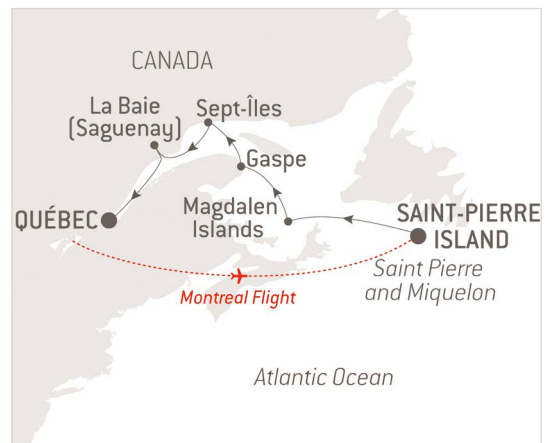 CANADA
La Baie
(Saguenay)
Sept-Îles
Gaspe
Magdalen
Islands
QUÉBEC
SAINT-PIERRE
ISLAND
Saint Pierre
and Miquelon
Montreal Flight
Atlantic Ocean